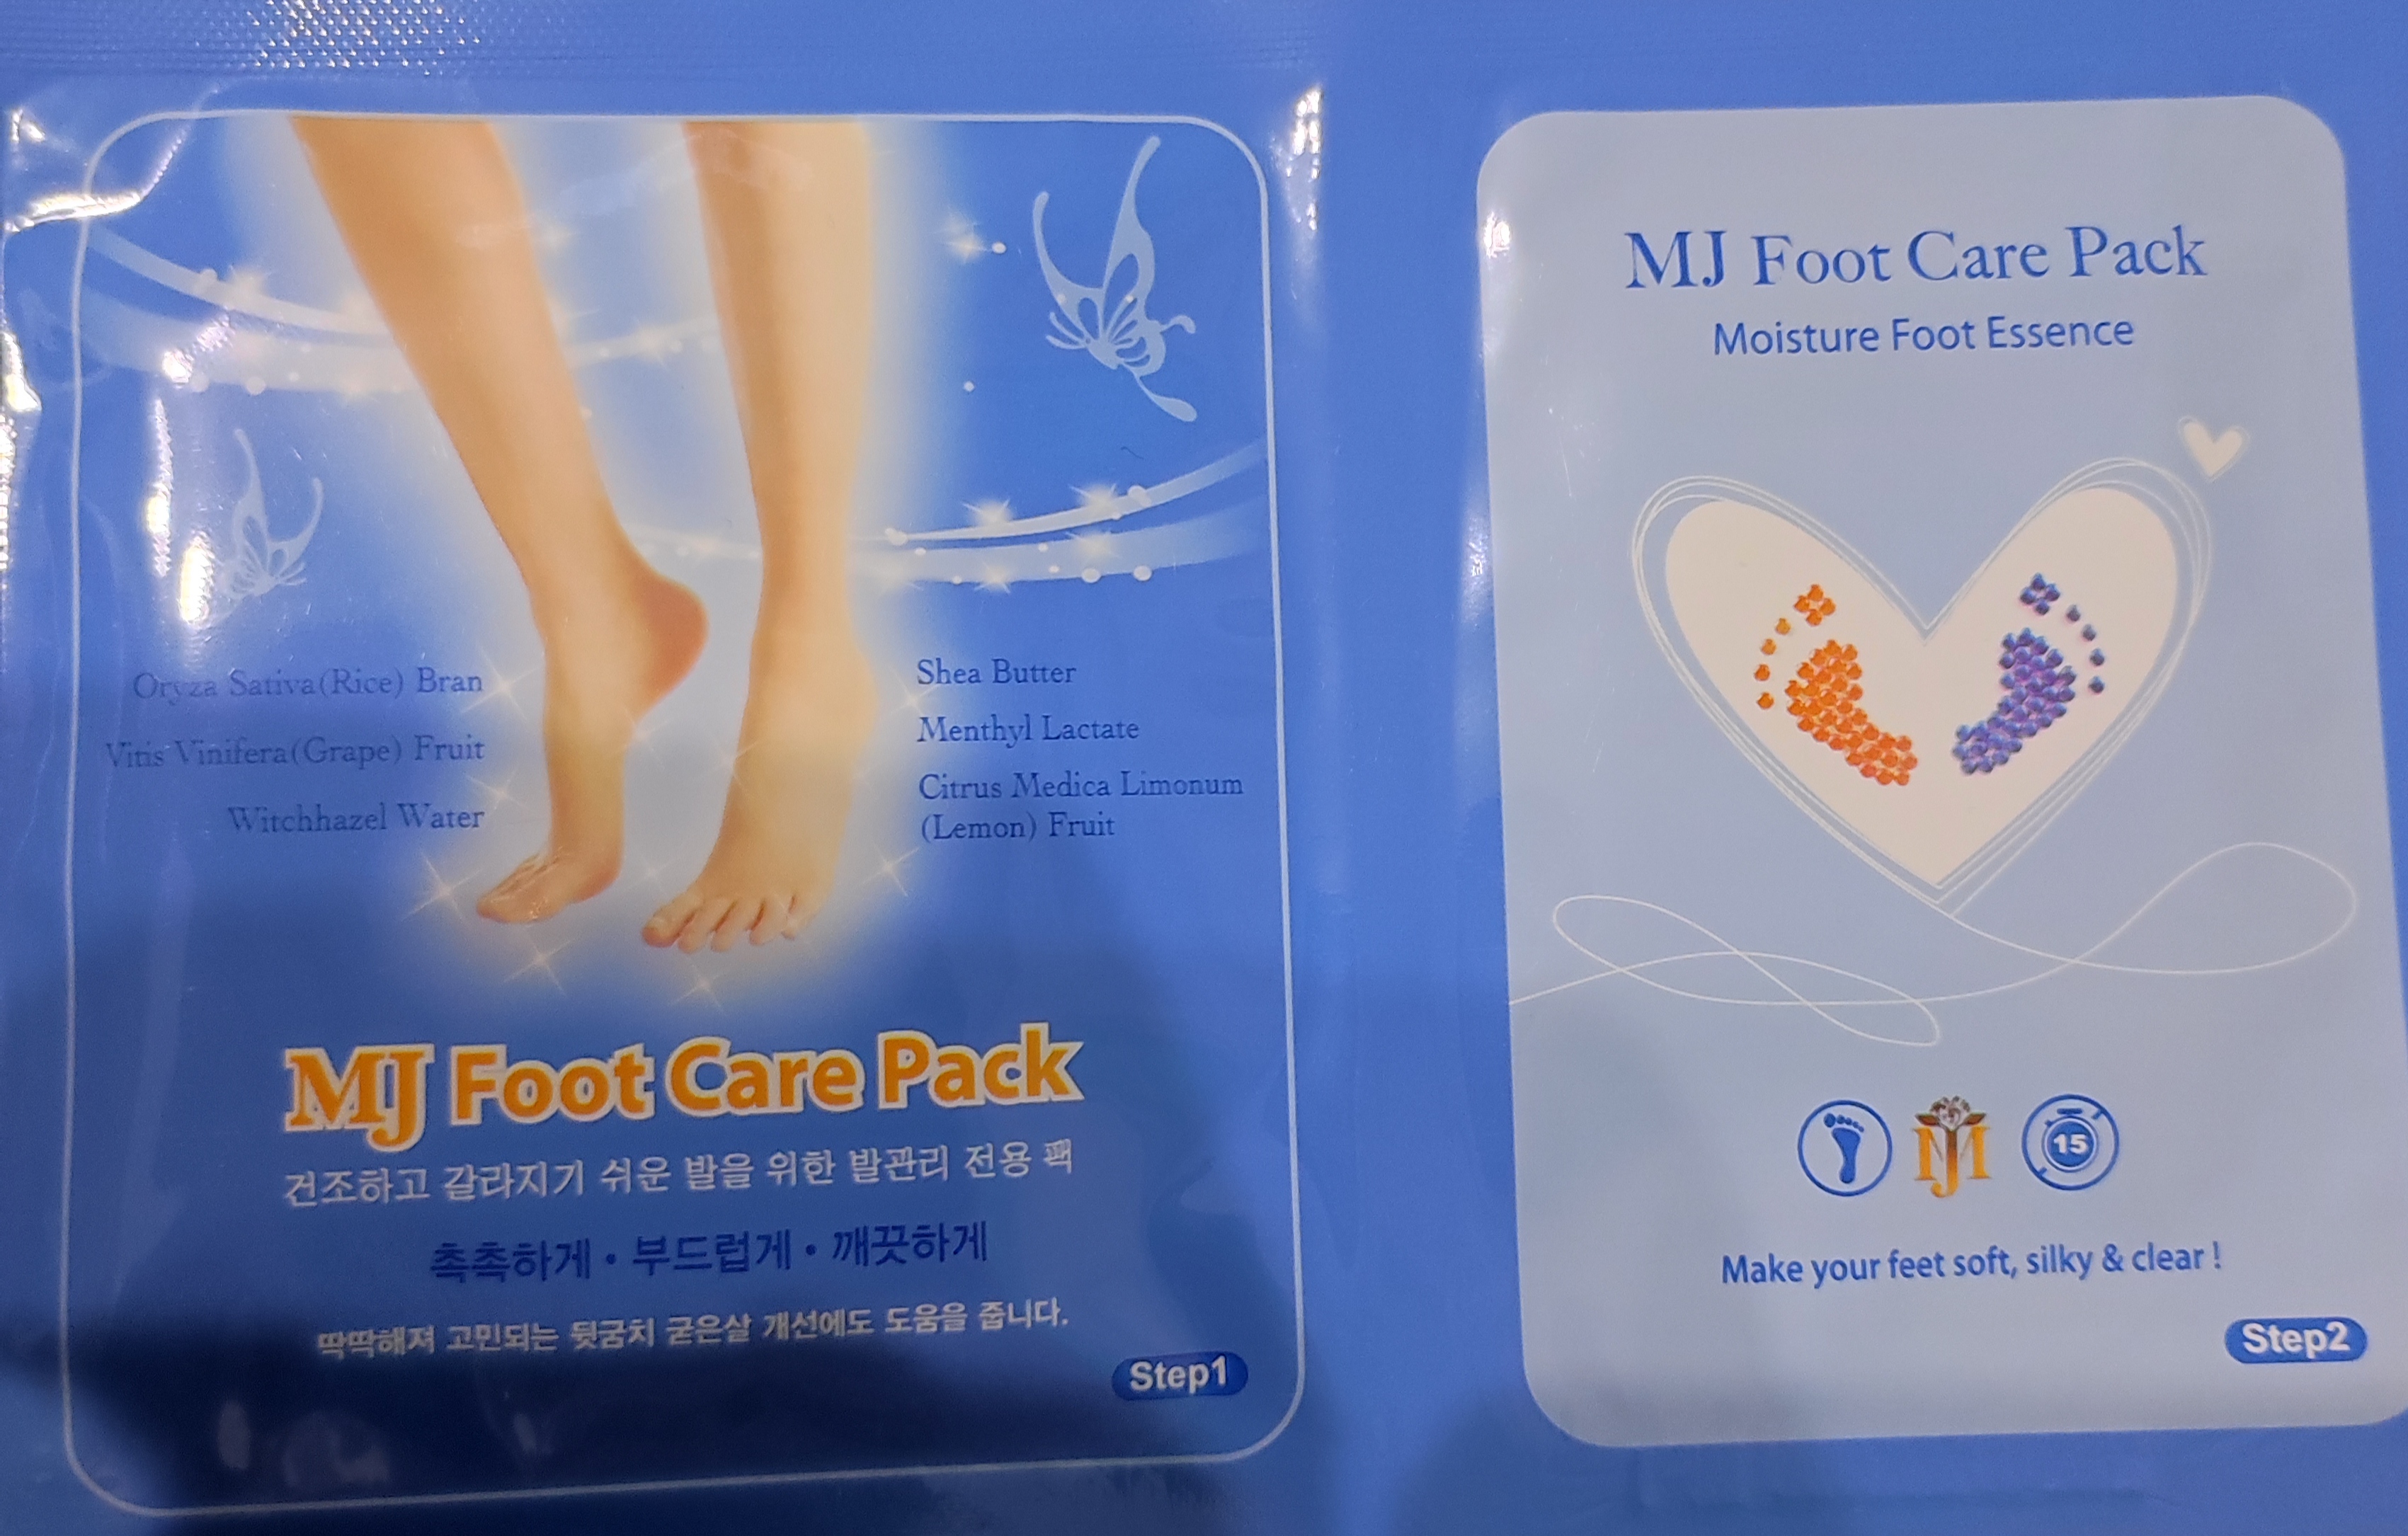 Oryza Sativa(Rice) Bran
Vitis Vinifera(Grape) Fruit
Witchhazel Water
Shea Butter
Menthyl Lactate
Citrus Medica Limonum
(Lemon) Fruit
MJ Foot Care Pack
건조하고 갈라지기 쉬운 발을 위한 발관리 전용 팩
촉촉하게 • 부드럽게 • 깨끗하게
딱딱해져 고민되는 뒷굼치 굳은살 개선에도 도움을 줍니다.
Step1
MJ Foot Care Pack
Moisture Foot Essence
MJ
15
Make your feet soft, silky & clear !
Step2